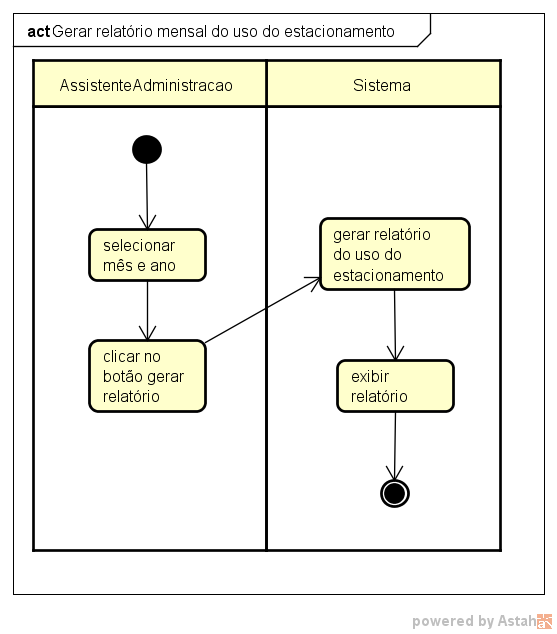 act Gerar relatório mensal do uso do estacionamento
AssistenteAdministracao
Sistema
selecionar
mês e ano
clicar no
botão gerar
relatório
gerar relatório
do uso do
estacionamento
exibir
relatório
powered by Astah